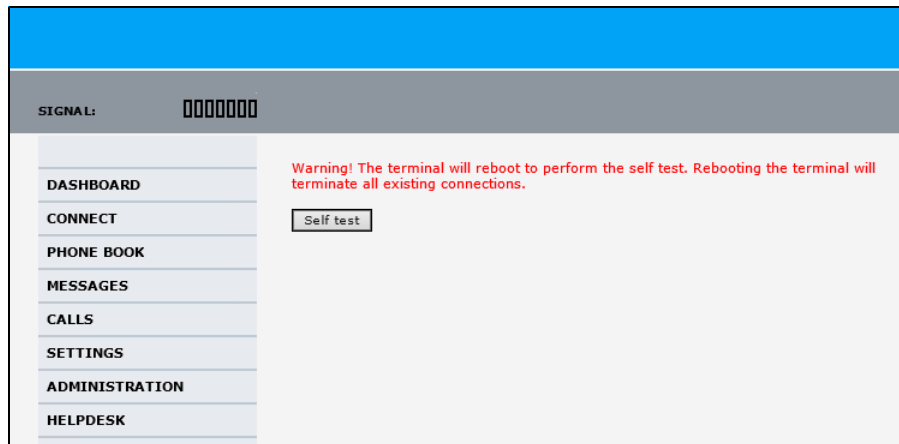 SIGNAL:
DASHBOARD
CONNECT
PHONE BOOK
MESSAGES
CALLS
SETTINGS
ADMINISTRATION
HELPDESK
Warning! The terminal will reboot to perform the self test. Rebooting the terminal will
terminate all existing connections.
Self test